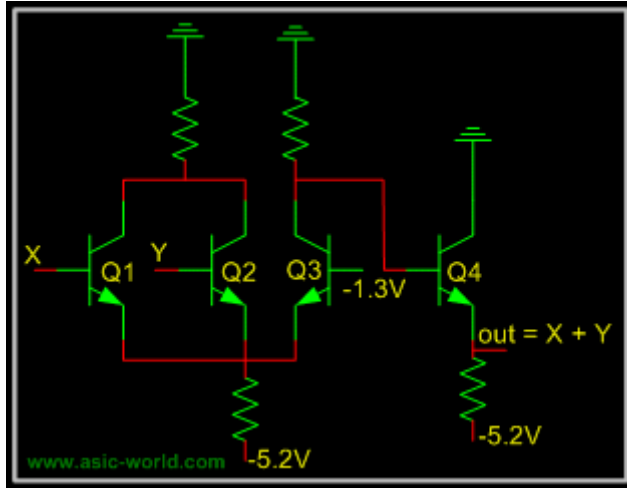 X
Q1
Y
Q2
Q3
-1.3V
Q4
out = X + Y
-5.2V
-5.2V
www.asic-world.com